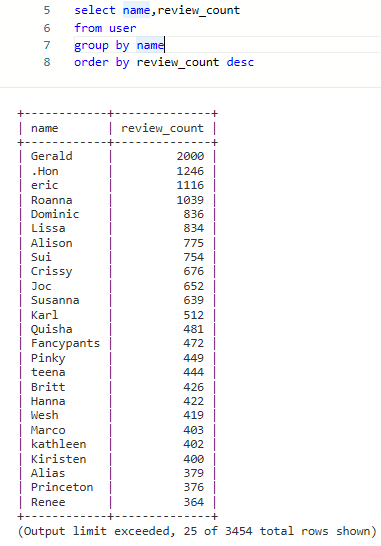 5 select name,review_count
6 from user
7 group by name
8 order by review_count desc
+------------+--------------+
| name       | review_count |
+------------+--------------+
| Gerald     |         2000 |
| .Hon       |         1246 |
| eric       |         1116 |
| Roanna     |         1039 |
| Dominic    |          836 |
| Lissa      |          834 |
| Alison     |          775 |
| Sui        |          754 |
| Crissy     |          676 |
| Joc        |          652 |
| Susanna    |          639 |
| Karl       |          512 |
| Quisha     |          481 |
| Fancypants |          472 |
| Pinky      |          449 |
| teena      |          444 |
| Britt      |          426 |
| Hanna      |          422 |
| Wesh       |          419 |
| Marco      |          403 |
| kathleen   |          402 |
| Kiristen   |          400 |
| Alias      |          379 |
| Princeton  |          376 |
| Renee      |          364 |
+------------+--------------+
(Output limit exceeded, 25 of 3454 total rows shown)